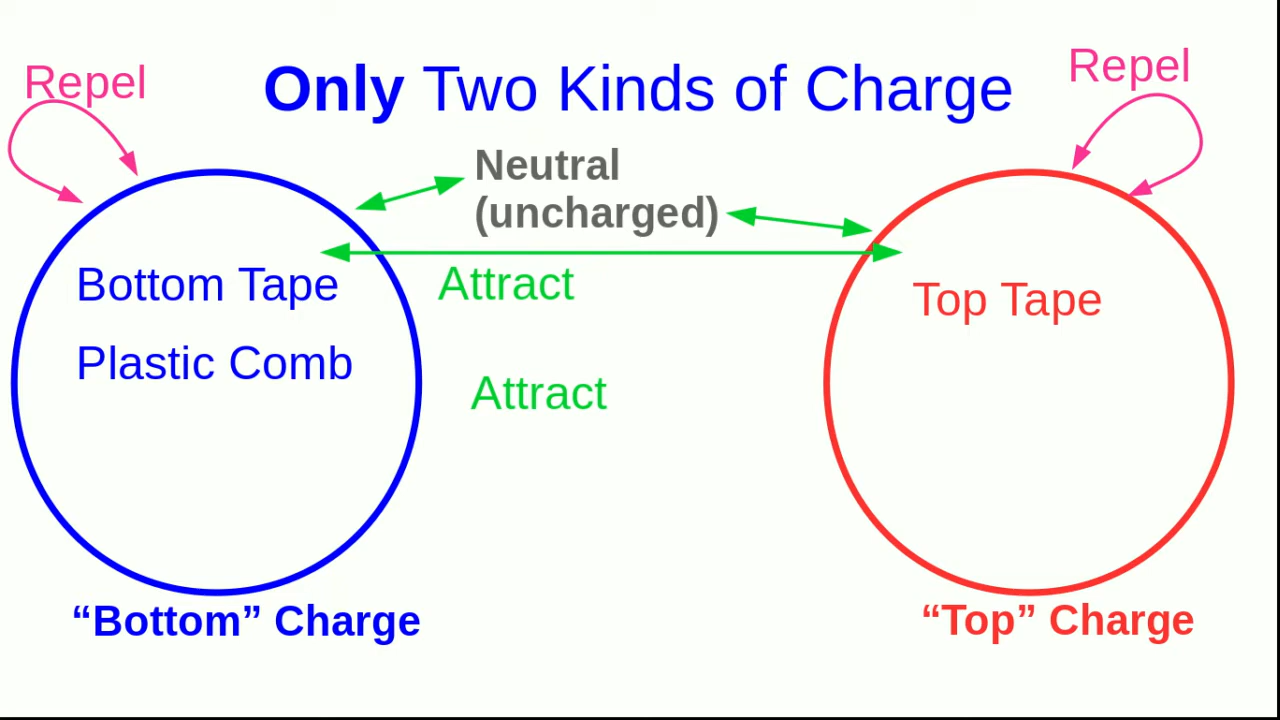 Repel
Only Two Kinds of Charge
Repel
Neutral
(uncharged)
Bottom Tape
Attract
Top Tape
Plastic Comb
Attract
“Bottom” Charge
“Top” Charge